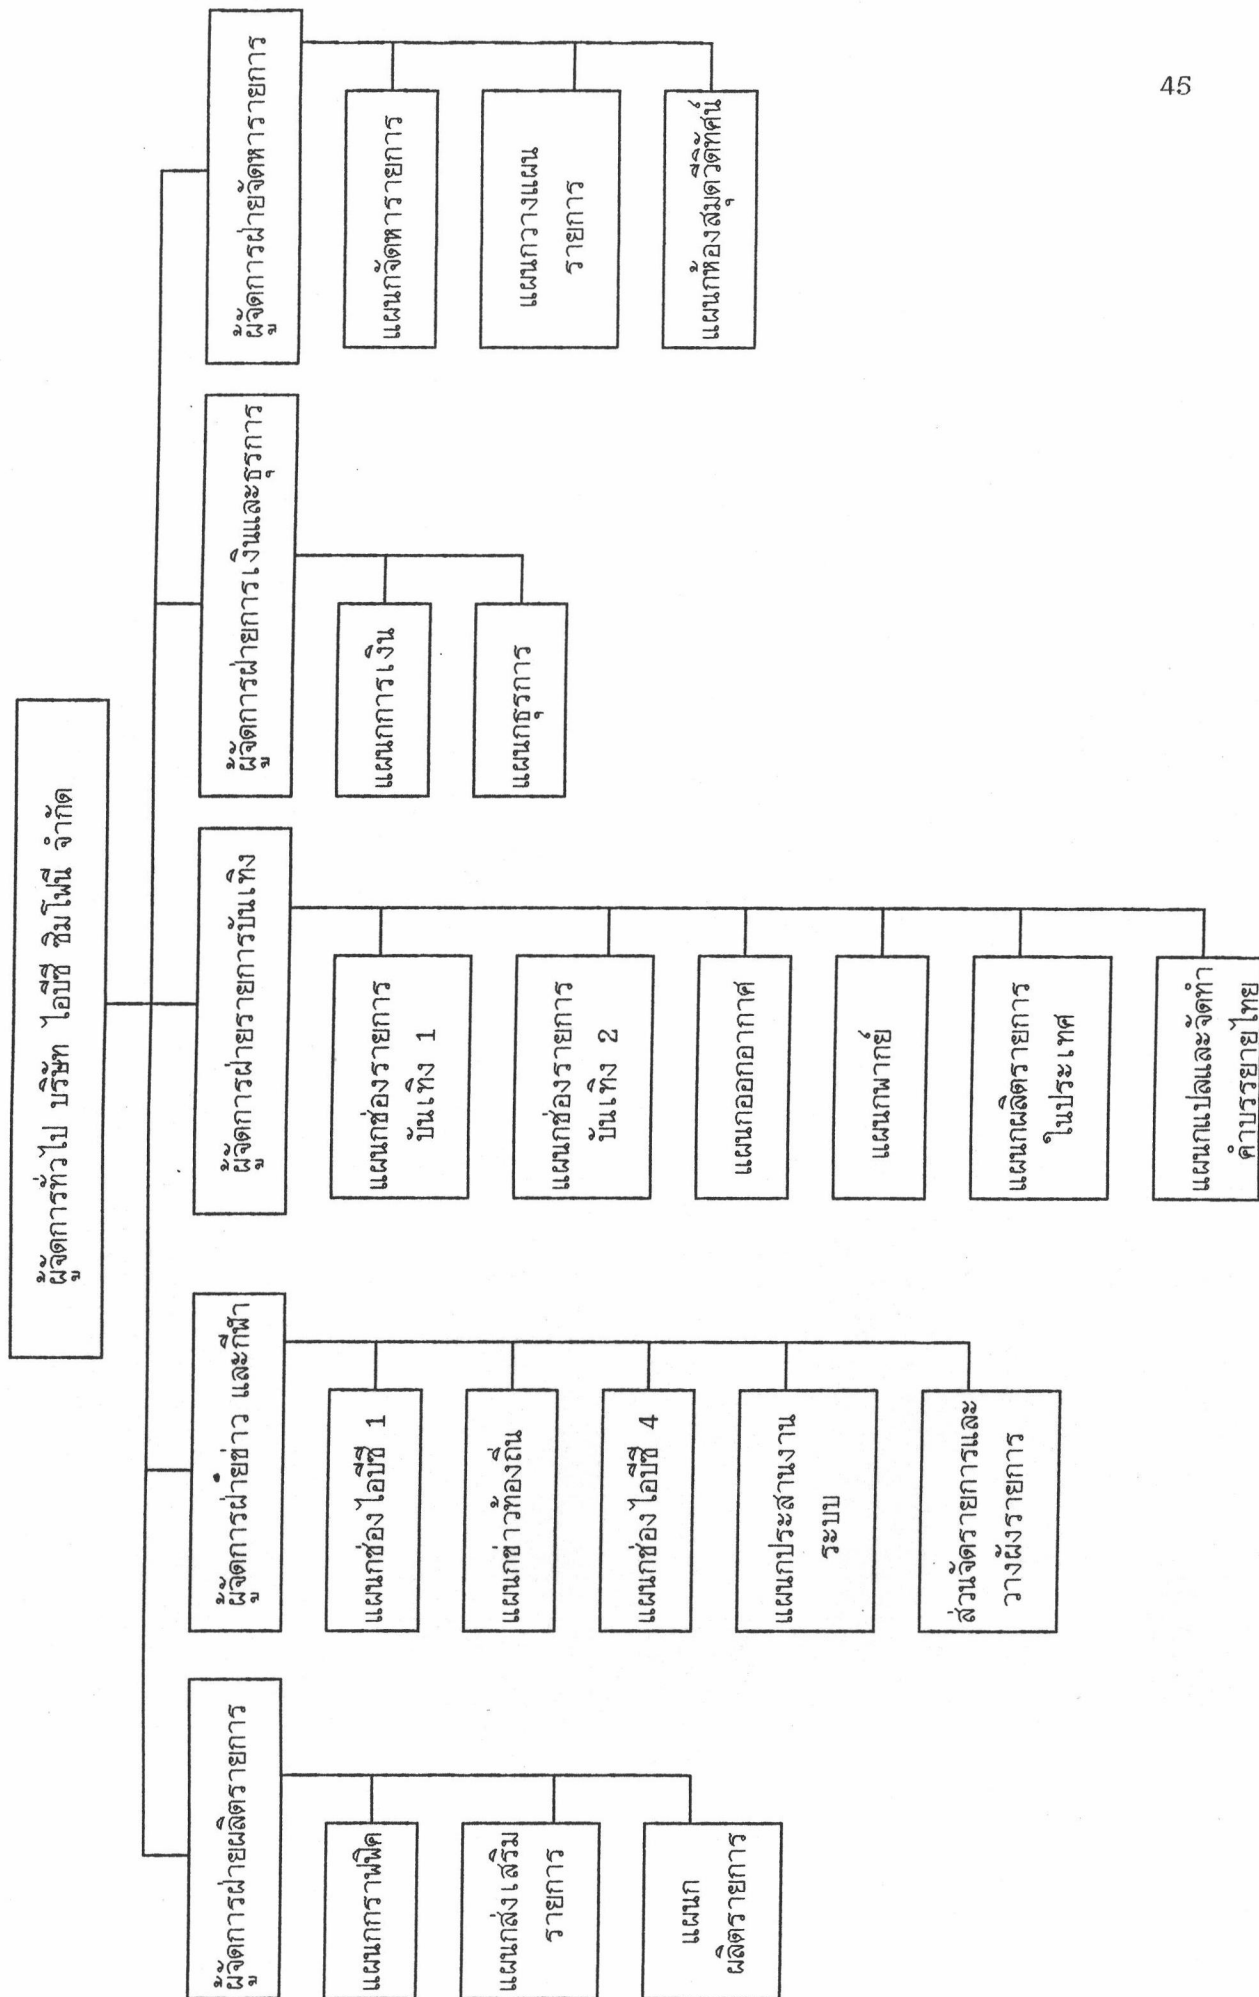 45
ผู้จัดการทั่วไป บริษัท ไอบีซี ซิมโฟนี จำกัด
ผู้จัดการฝ่ายผลิตรายการ
แผนกกราฟฟิค
แผนกส่งเสริม
รายการ
แผนก
ผลิตรายการ
ผู้จัดการฝ่ายข่าว และกีฬา
แผนกช่องไอบีซี 1
แผนกข่าวท้องถิ่น
แผนกช่องไอบีซี 4
แผนกประสานงาน
ระบบ
ส่วนจัดรายการและ
วางผังรายการ
ผู้จัดการฝ่ายรายการบันเทิง
แผนกช่องรายการ
บันเทิง 1
แผนกช่องรายการ
บันเทิง 2
แผนกออกอากาศ
แผนกพากย์
แผนกผลิตรายการ
ในประเทศ
แผนกแปลและจัดทำ
คำบรรยายไทย
ผู้จัดการฝ่ายการเงินและธุรการ
แผนกการเงิน
แผนกธุรการ
ผู้จัดการฝ่ายจัดหารายการ
แผนกจัดหารายการ
แผนกวางแผน
รายการ
แผนกห้องสมุดวีดิทัศน์